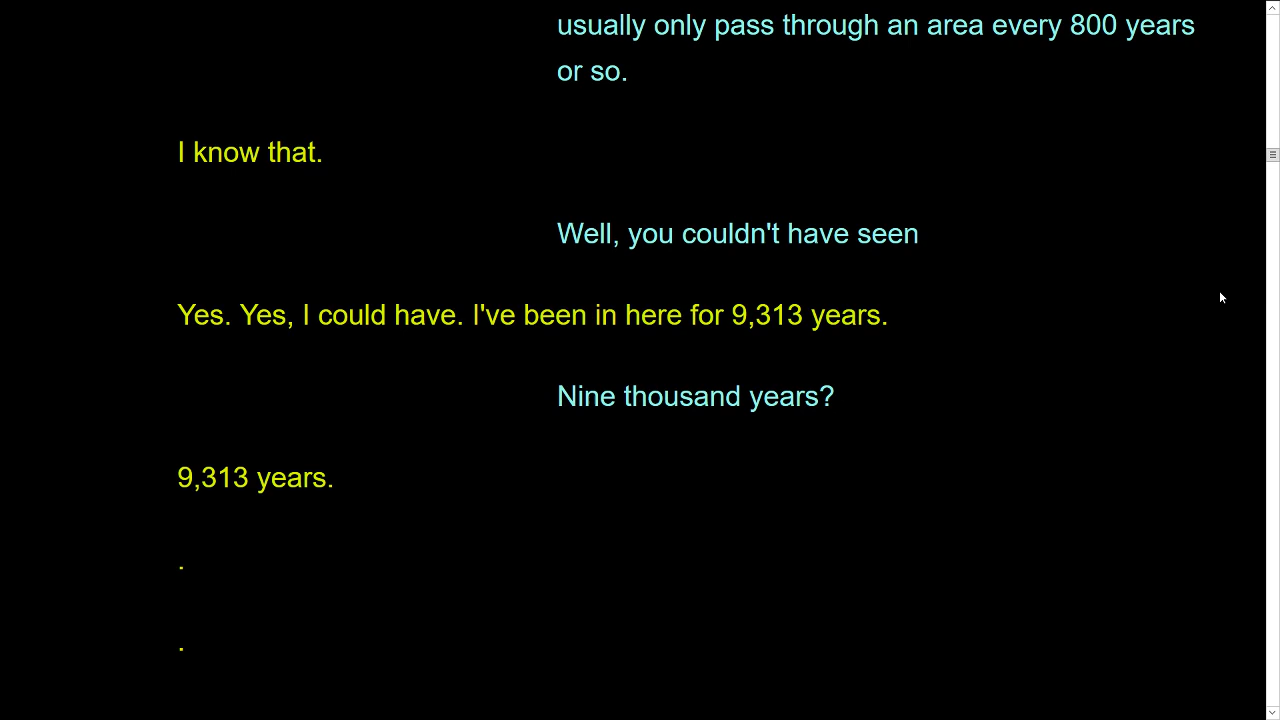 usually only pass through an area every 800 years
or so.
I know that.
Well, you couldn't have seen
Yes. Yes, I could have. I've been in here for 9,313 years.
Nine thousand years?
9,313 years.
.
.